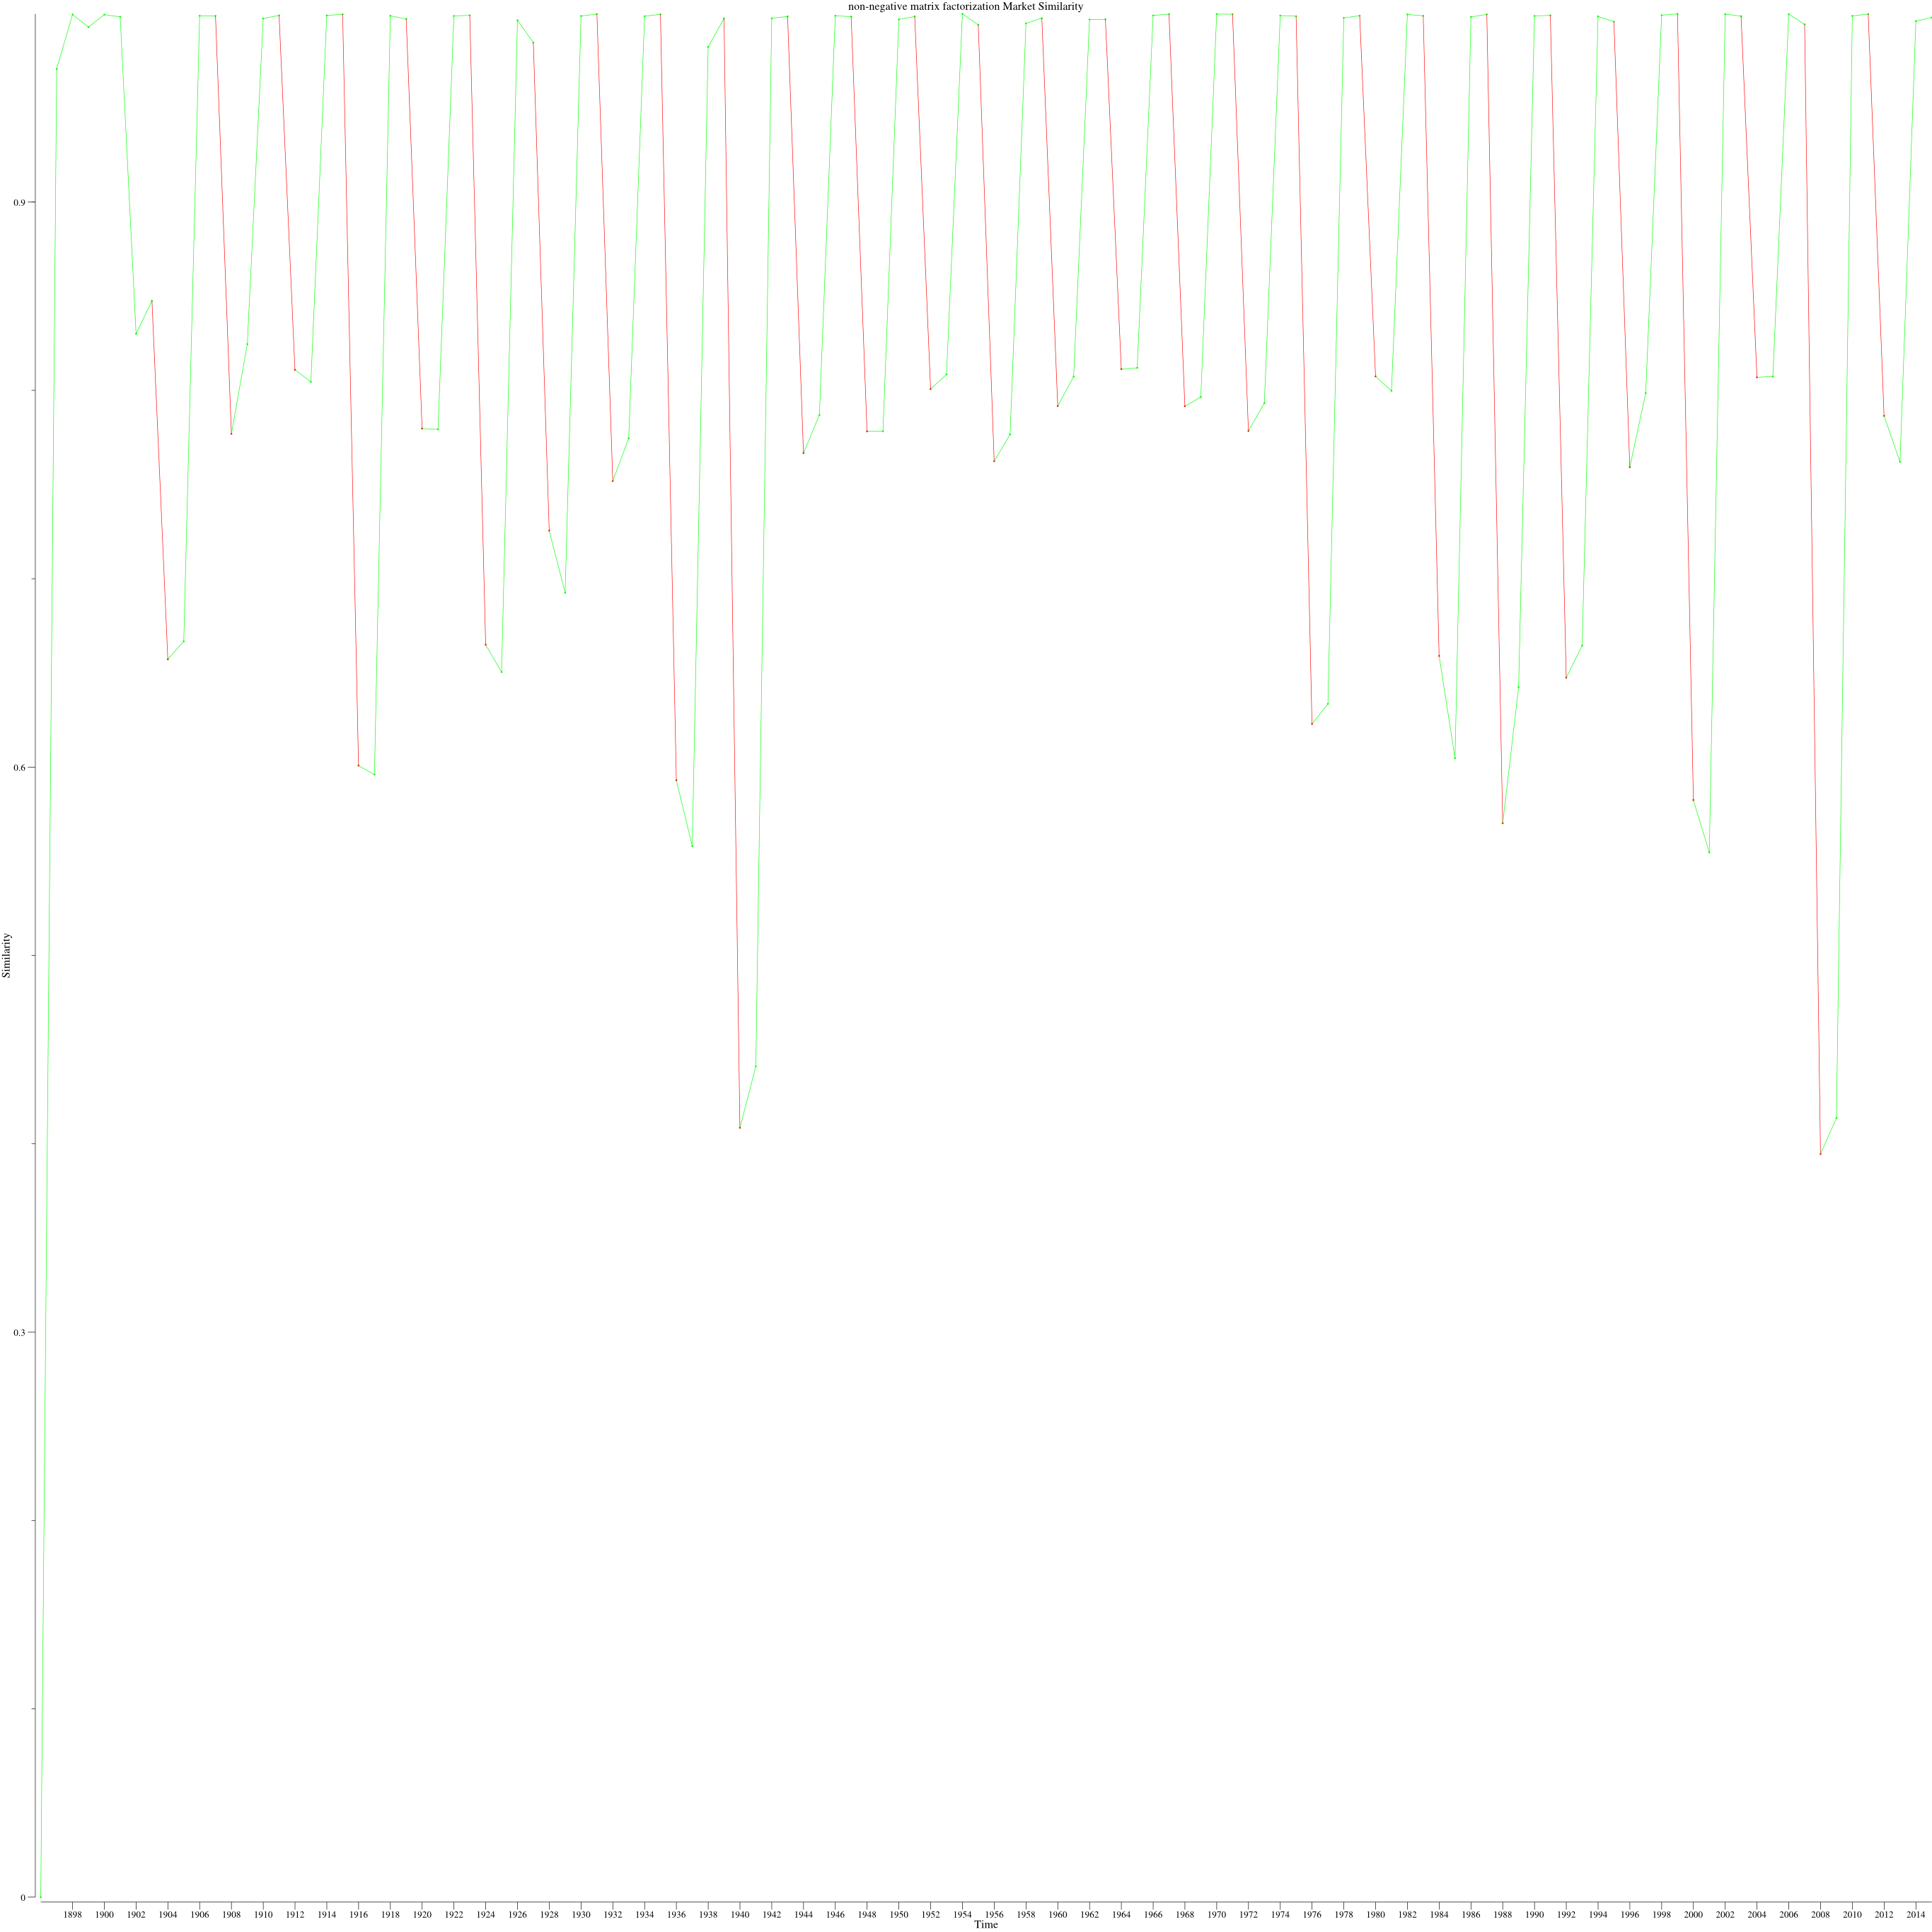 non-negative matrix factorization Market Similarity
0.9
0.6
Similarity
0.3
0
1898 1900 1902 1904 1906 1908 1910 1912 1914 1916 1918 1920 1922 1924 1926 1928 1930 1932 1934 1936 1938 1940 1942 1944 1946 1948 1950 1952 1954 1956 1958 1960 1962 1964 1966 1968 1970 1972 1974 1976 1978 1980 1982 1984 1986 1988 1990 1992 1994 1996 1998 2000 2002 2004 2006 2008 2010 2012 2014
Time